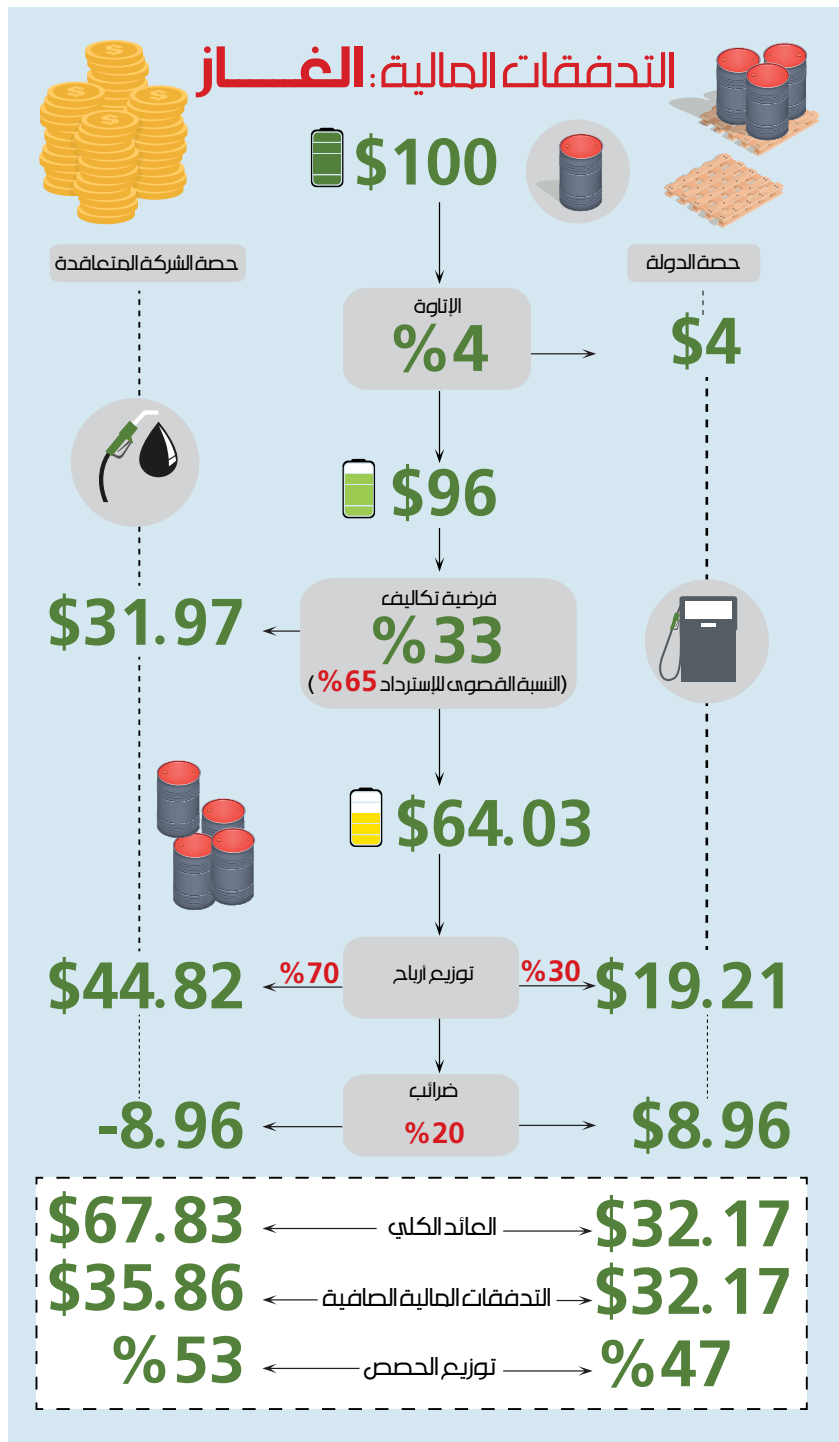 التدفقات المالية: الغـــاز
$100
حصة الدولة
حصة الشركة المتعاقدة
الإتاوة
%4
$4
$96
فرضية تكاليف
%33
(النسبة القصوى للإسترداد 65%)
$31.97
$64.03
توزيع أرباح
%30
$19.21
%70
$44.82
ضرائب
%20
$8.96
-8.96
$32.17
العائد الكلي
$67.83
$32.17
التدفقات المالية الصافية
$35.86
%47
توزيع الحصص
%53